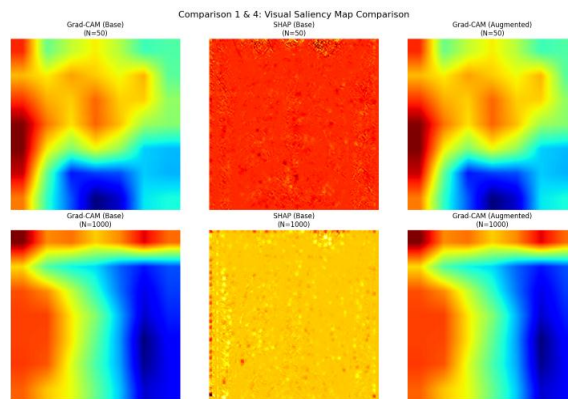 Comparison 1 & 4: Visual Saliency Map Comparison
Grad-CAM (Base)
(N=50)
SHAP (Base)
(N=50)
Grad-CAM (Augmented)
(N=50)
Grad-CAM (Base)
(N=1000)
SHAP (Base)
(N=1000)
Grad-CAM (Augmented)
(N=1000)